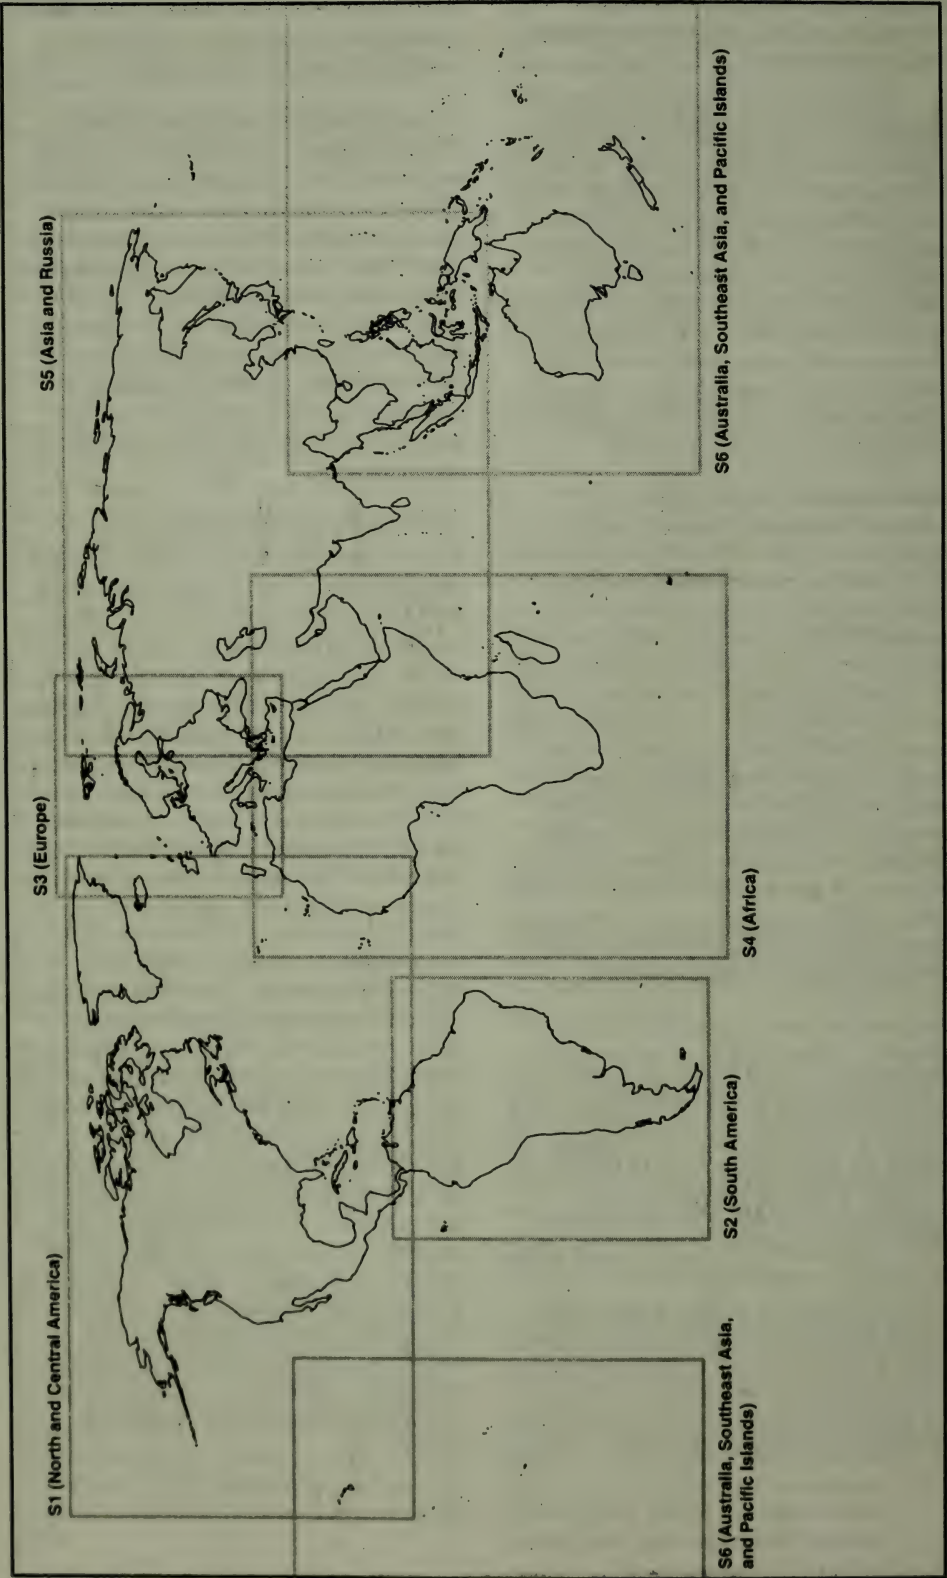 S1 (North and Central America)
S3 (Europe)
S5 (Asia and Russia)
S6 (Australia, Southeast Asia,
and Pacific Islands)
S2 (South America)
S4 (Africa)
S6 (Australia, Southeast Asia, and Pacific Islands)